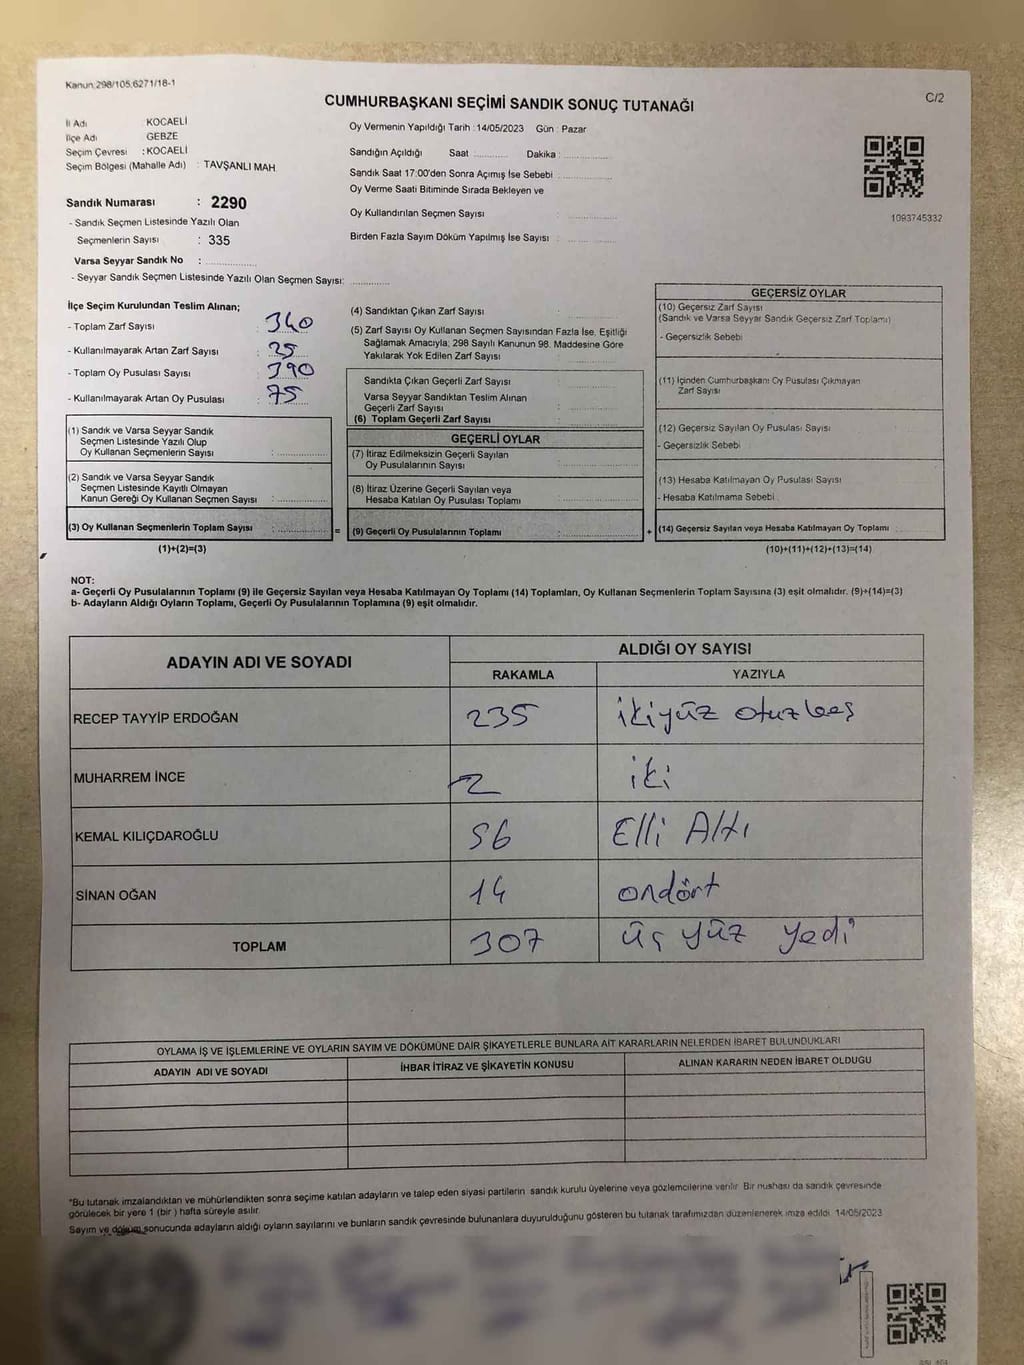 Kanun:298/105,6271/18-1
CUMHURBAŞKANI SEÇİMİ SANDIK SONUÇ TUTANAĞI
C/2
İl Adı KOCAELİ
İlçe Adı GEBZE
Seçim Çevresi : KOCAELİ
Seçim Bölgesi (Mahalle Adı) : TAVŞANLI MAH
Oy Vermenin Yapıldığı Tarih : 14/05/2023 Gün : Pazar
Sandığın Açıldığı Saat ........... Dakika : ...............
Sandık Saat 17:00'den Sonra Açımış İse Sebebi ...............
Oy Verme Saati Bitiminde Sırada Bekleyen ve
Oy Kullandırılan Seçmen Sayısı : ...............
Birden Fazla Sayım Döküm Yapılmış İse Sayısı : ...............
1093745332
Sandık Numarası : 2290
- Sandık Seçmen Listesinde Yazılı Olan
Seçmenlerin Sayısı : 335
Varsa Seyyar Sandık No : ...............
- Seyyar Sandık Seçmen Listesinde Yazılı Olan Seçmen Sayısı: ...............
İlçe Seçim Kurulundan Teslim Alınan;
- Toplam Zarf Sayısı : 340
- Kullanılmayarak Artan Zarf Sayısı : 25
- Toplam Oy Pusulası Sayısı : 390
- Kullanılmayarak Artan Oy Pusulası : 75
(1) Sandık ve Varsa Seyyar Sandık
Seçmen Listesinde Yazılı Olup
Oy Kullanan Seçmenlerin Sayısı : ...............
(2) Sandık ve Varsa Seyyar Sandık
Seçmen Listesinde Kayıtlı Olmayan
Kanun Gereği Oy Kullanan Seçmen Sayısı : ...............
(3) Oy Kullanan Seçmenlerin Toplam Sayısı : ...............
(1)+(2)=(3)
(4) Sandıktan Çıkan Zarf Sayısı : ...............
(5) Zarf Sayısı Oy Kullanan Seçmen Sayısından Fazla İse, Eşitliği
Sağlamak Amacıyla, 298 Sayılı Kanunun 98. Maddesine Göre
Yakılarak Yok Edilen Zarf Sayısı : ...............
Sandıkta Çıkan Geçerli Zarf Sayısı : ...............
Varsa Seyyar Sandıktan Teslim Alınan
Geçerli Zarf Sayısı : ...............
(6) Toplam Geçerli Zarf Sayısı : ...............
GEÇERLİ OYLAR
(7) İtiraz Edilmeksizin Geçerli Sayılan
Oy Pusulalarının Sayısı : ...............
(8) İtiraz Üzerine Geçerli Sayılan veya
Hesaba Katılan Oy Pusulası Toplamı : ...............
= (9) Geçerli Oy Pusulalarının Toplamı : ...............
GEÇERSİZ OYLAR
(10) Geçersiz Zarf Sayısı
(Sandık ve Varsa Seyyar Sandık Geçersiz Zarf Toplamı)
- Geçersizlik Sebebi
(11) İçinden Cumhurbaşkanı Oy Pusulası Çıkmayan
Zarf Sayısı
(12) Geçersiz Sayılan Oy Pusulası Sayısı
- Geçersizlik Sebebi
(13) Hesaba Katılmayan Oy Pusulası Sayısı
- Hesaba Katılmama Sebebi
+ (14) Geçersiz Sayılan veya Hesaba Katılmayan Oy Toplamı
(10)+(11)+(12)+(13)=(14)
NOT:
a- Geçerli Oy Pusulalarının Toplamı (9) ile Geçersiz Sayılan veya Hesaba Katılmayan Oy Toplamı (14) Toplamları, Oy Kullanan Seçmenlerin Toplam Sayısına (3) eşit olmalıdır. (9)+(14)=(3)
b- Adayların Aldığı Oyların Toplamı, Geçerli Oy Pusulalarının Toplamına (9) eşit olmalıdır.
ADAYIN ADI VE SOYADI
ALDIĞI OY SAYISI
RAKAMLA YAZIYLA
RECEP TAYYİP ERDOĞAN 235 ikiyüz otuzbeş
MUHARREM İNCE 2 iki
KEMAL KILIÇDAROĞLU 56 Elli Altı
SİNAN OĞAN 14 ondört
TOPLAM 307 üç yüz yedi
OYLAMA İŞ VE İŞLEMLERİNE VE OYLARIN SAYIM VE DÖKÜMÜNE DAİR ŞİKAYETLERLE BUNLARA AİT KARARLARIN NELERDEN İBARET BULUNDUKLARI
ADAYIN ADI VE SOYADI İHBAR İTİRAZ VE ŞİKAYETİN KONUSU ALINAN KARARIN NEDEN İBARET OLDUĞU
*Bu tutanak imzalandıktan ve mühürlendikten sonra seçime katılan adayların ve talep eden siyasi partilerin sandık kurulu üyelerine veya gözlemcilerine verilir. Bir nushası da sandık çevresinde
görülecek bir yere 1 (bir ) hafta süreyle asılır.
Sayım ve döküm sonucunda adayların aldığı oyların sayılarını ve bunların sandık çevresinde bulunanlara duyurulduğunu gösteren bu tutanak tarafımızdan düzenlenerek imza edildi. 14/05/2023